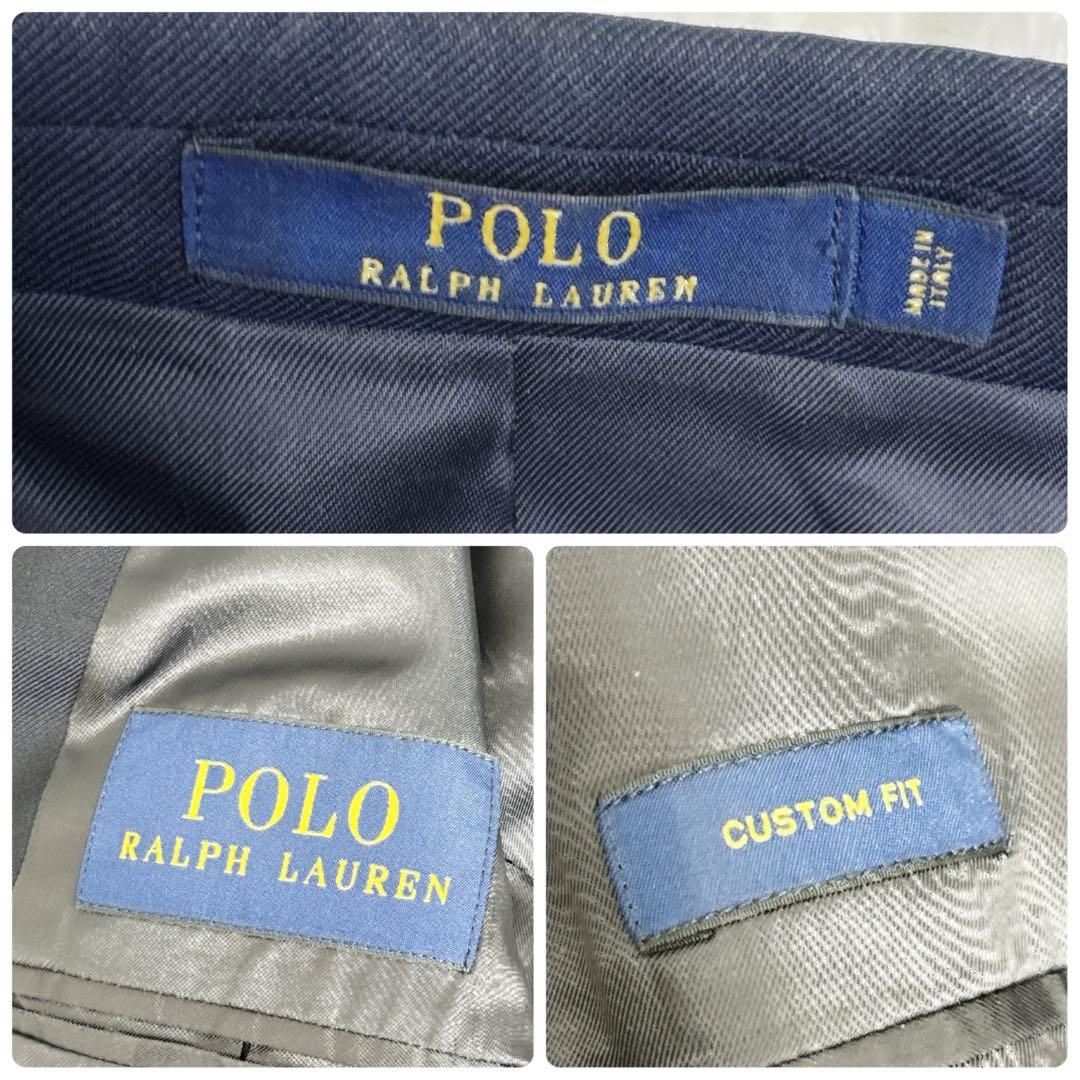 POLO
RALPH LAUREN
MADE IN
ITALY
POLO
RALPH LAUREN
CUSTOM FIT